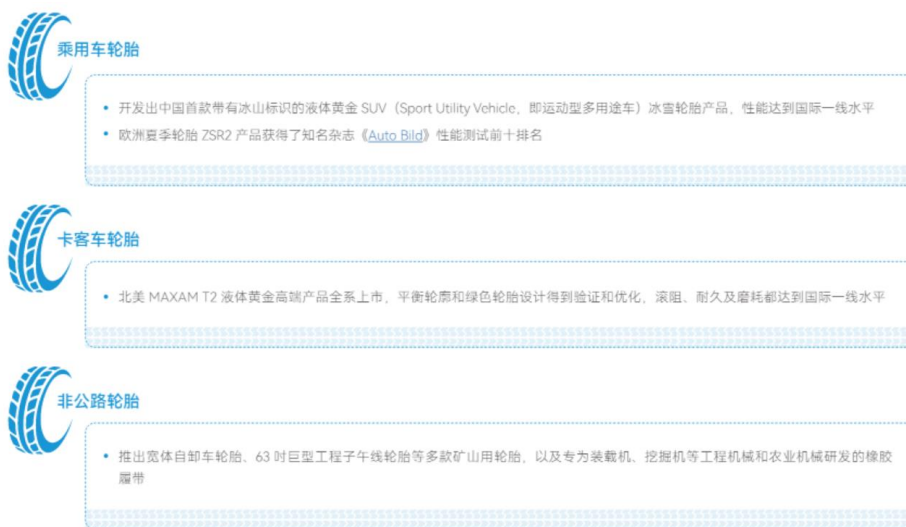 乘用车轮胎
• 开发出中国首款带有冰山标识的液体黄金 SUV（Sport Utility Vehicle，即运动型多用途车）冰雪轮胎产品，性能达到国际一线水平
• 欧洲夏季轮胎 ZSR2 产品获得了知名杂志《Auto Bild》性能测试前十排名
卡客车轮胎
• 北美 MAXAM T2 液体黄金高端产品全系上市，平衡轮廓和绿色轮胎设计得到验证和优化，滚阻、耐久及磨耗都达到国际一线水平
非公路轮胎
• 推出宽体自卸车轮胎、63 吋巨型工程子午线轮胎等多款矿山用轮胎，以及专为装载机、挖掘机等工程机械和农业机械研发的橡胶
履带